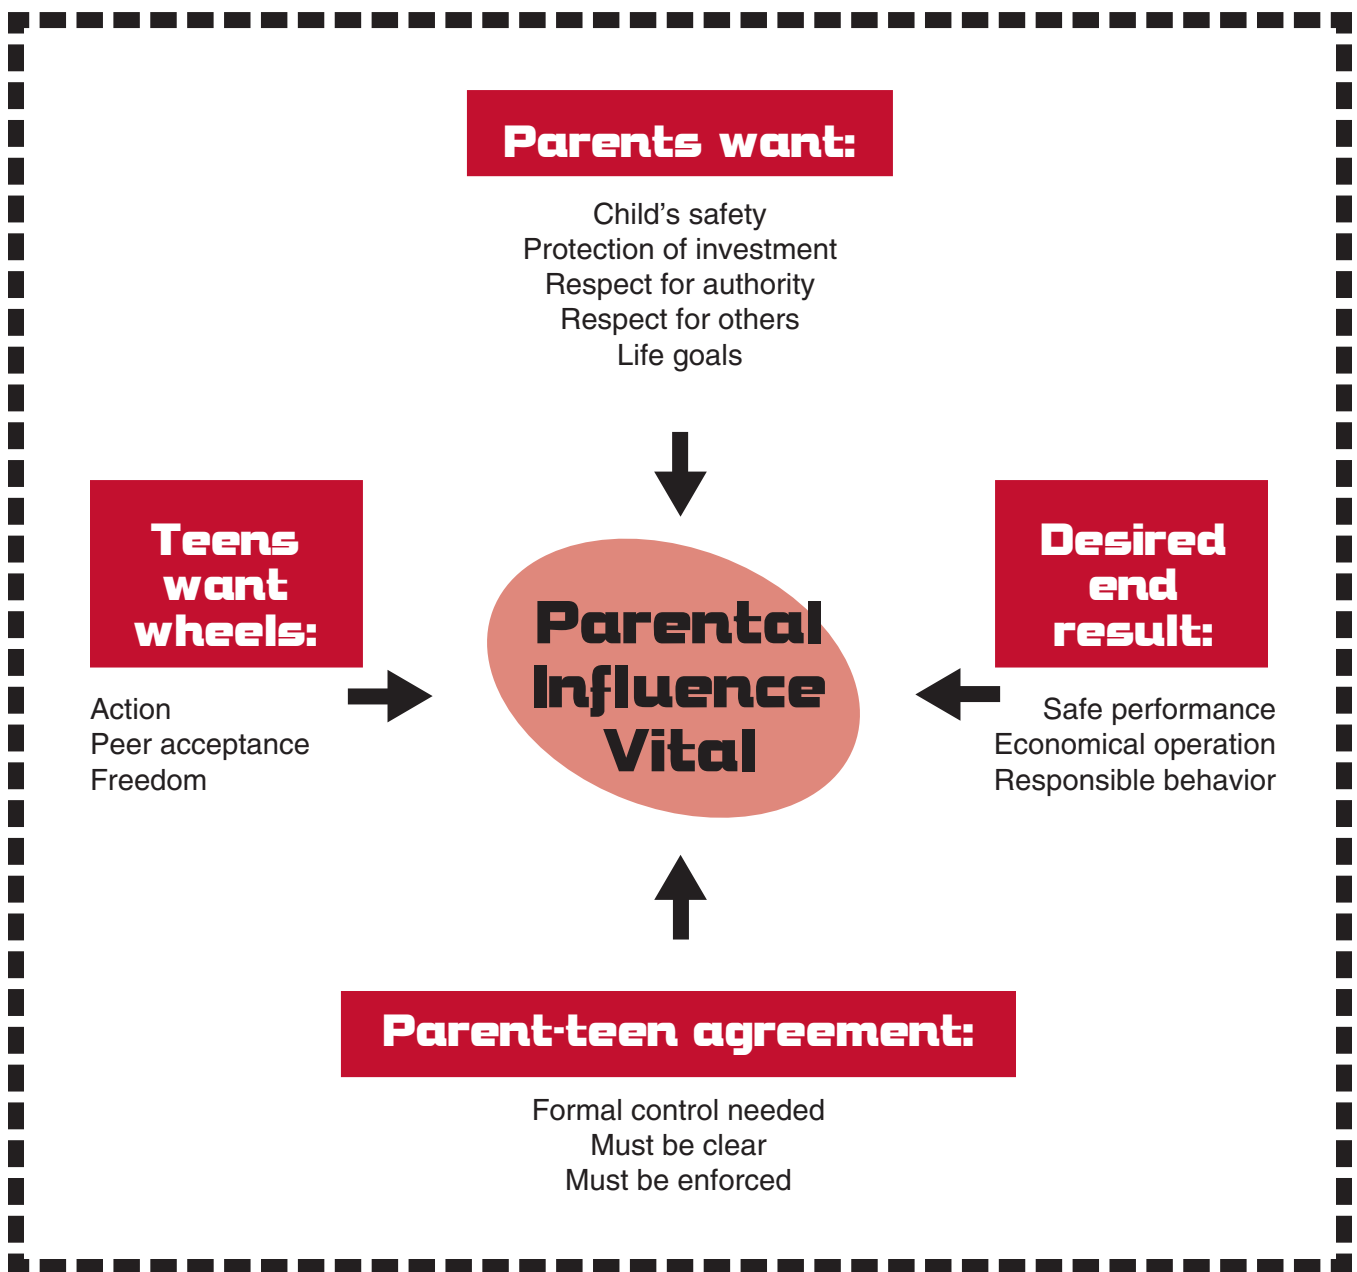 Parents want:
Child's safety
Protection of investment
Respect for authority
Respect for others
Life goals
Teens
want
wheels:
Action
Peer acceptance
Freedom
Parental
Influence
Vital
Desired
end
result:
Safe performance
Economical operation
Responsible behavior
Parent-teen agreement:
Formal control needed
Must be clear
Must be enforced